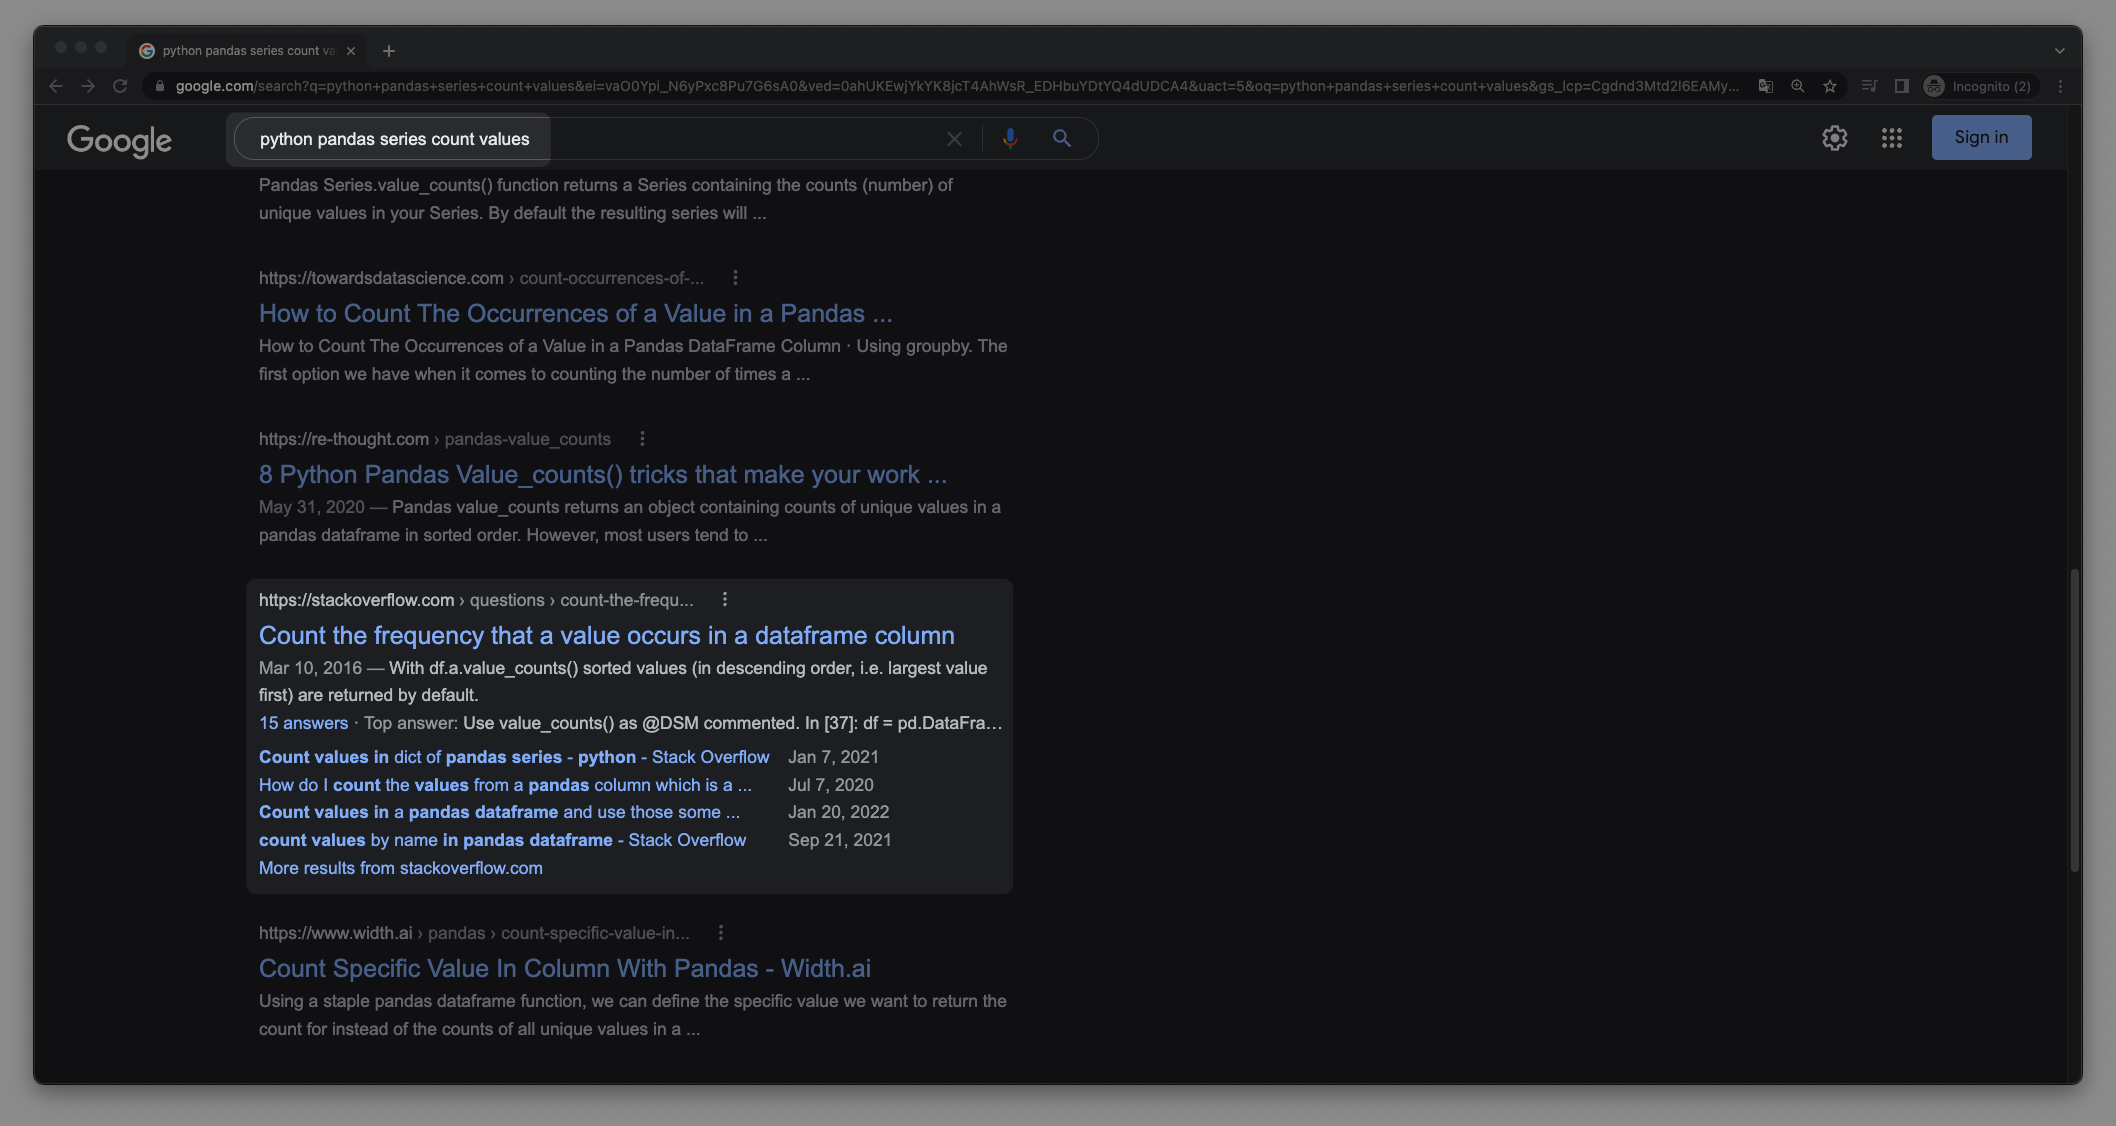 python pandas series count va
google.com/search?q=python+pandas+series+count+values&ei=vaO0Ypi_N6yPxc8Pu7G6sA0&ved=0ahUKEwjYkYK8jcT4AhWsR_EDHbuYDtYQ4dUDCA4&uact=5&oq=python+pandas+series+count+values&gs_lcp=Cgdnd3Mtd2l6EAMy...
Incognito (2)
Google
python pandas series count values
Sign in
Pandas Series.value_counts() function returns a Series containing the counts (number) of
unique values in your Series. By default the resulting series will ...
https://towardsdatascience.com › count-occurrences-of-...
How to Count The Occurrences of a Value in a Pandas ...
How to Count The Occurrences of a Value in a Pandas DataFrame Column · Using groupby. The
first option we have when it comes to counting the number of times a ...
https://re-thought.com › pandas-value_counts
8 Python Pandas Value_counts() tricks that make your work ...
May 31, 2020 — Pandas value_counts returns an object containing counts of unique values in a
pandas dataframe in sorted order. However, most users tend to ...
https://stackoverflow.com › questions › count-the-frequ...
Count the frequency that a value occurs in a dataframe column
Mar 10, 2016 — With df.a.value_counts() sorted values (in descending order, i.e. largest value
first) are returned by default.
15 answers · Top answer: Use value_counts() as @DSM commented. In [37]: df = pd.DataFra...
Count values in dict of pandas series - python - Stack Overflow Jan 7, 2021
How do I count the values from a pandas column which is a ... Jul 7, 2020
Count values in a pandas dataframe and use those some ... Jan 20, 2022
count values by name in pandas dataframe - Stack Overflow Sep 21, 2021
More results from stackoverflow.com
https://www.width.ai › pandas › count-specific-value-in...
Count Specific Value In Column With Pandas - Width.ai
Using a staple pandas dataframe function, we can define the specific value we want to return the
count for instead of the counts of all unique values in a ...